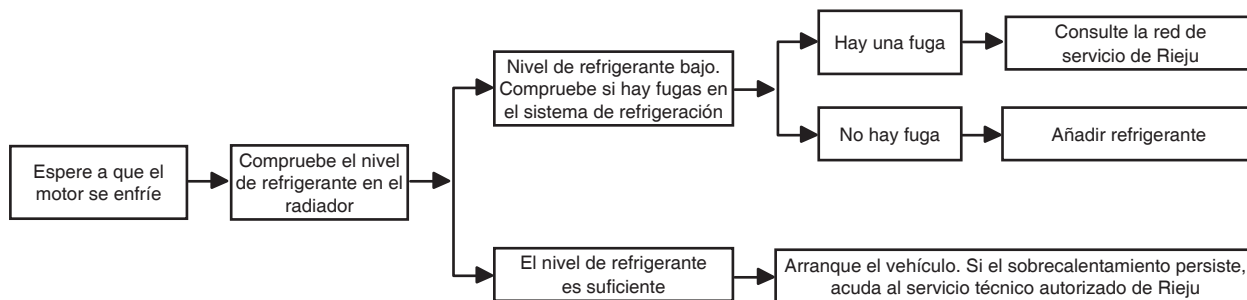 Espere a que el
motor se enfríe
Compruebe el nivel
de refrigerante en el
radiador
Nivel de refrigerante bajo.
Compruebe si hay fugas en
el sistema de refrigeración
Hay una fuga
Consulte la red de
servicio de Rieju
No hay fuga
Añadir refrigerante
El nivel de refrigerante
es suficiente
Arranque el vehículo. Si el sobrecalentamiento persiste,
acuda al servicio técnico autorizado de Rieju